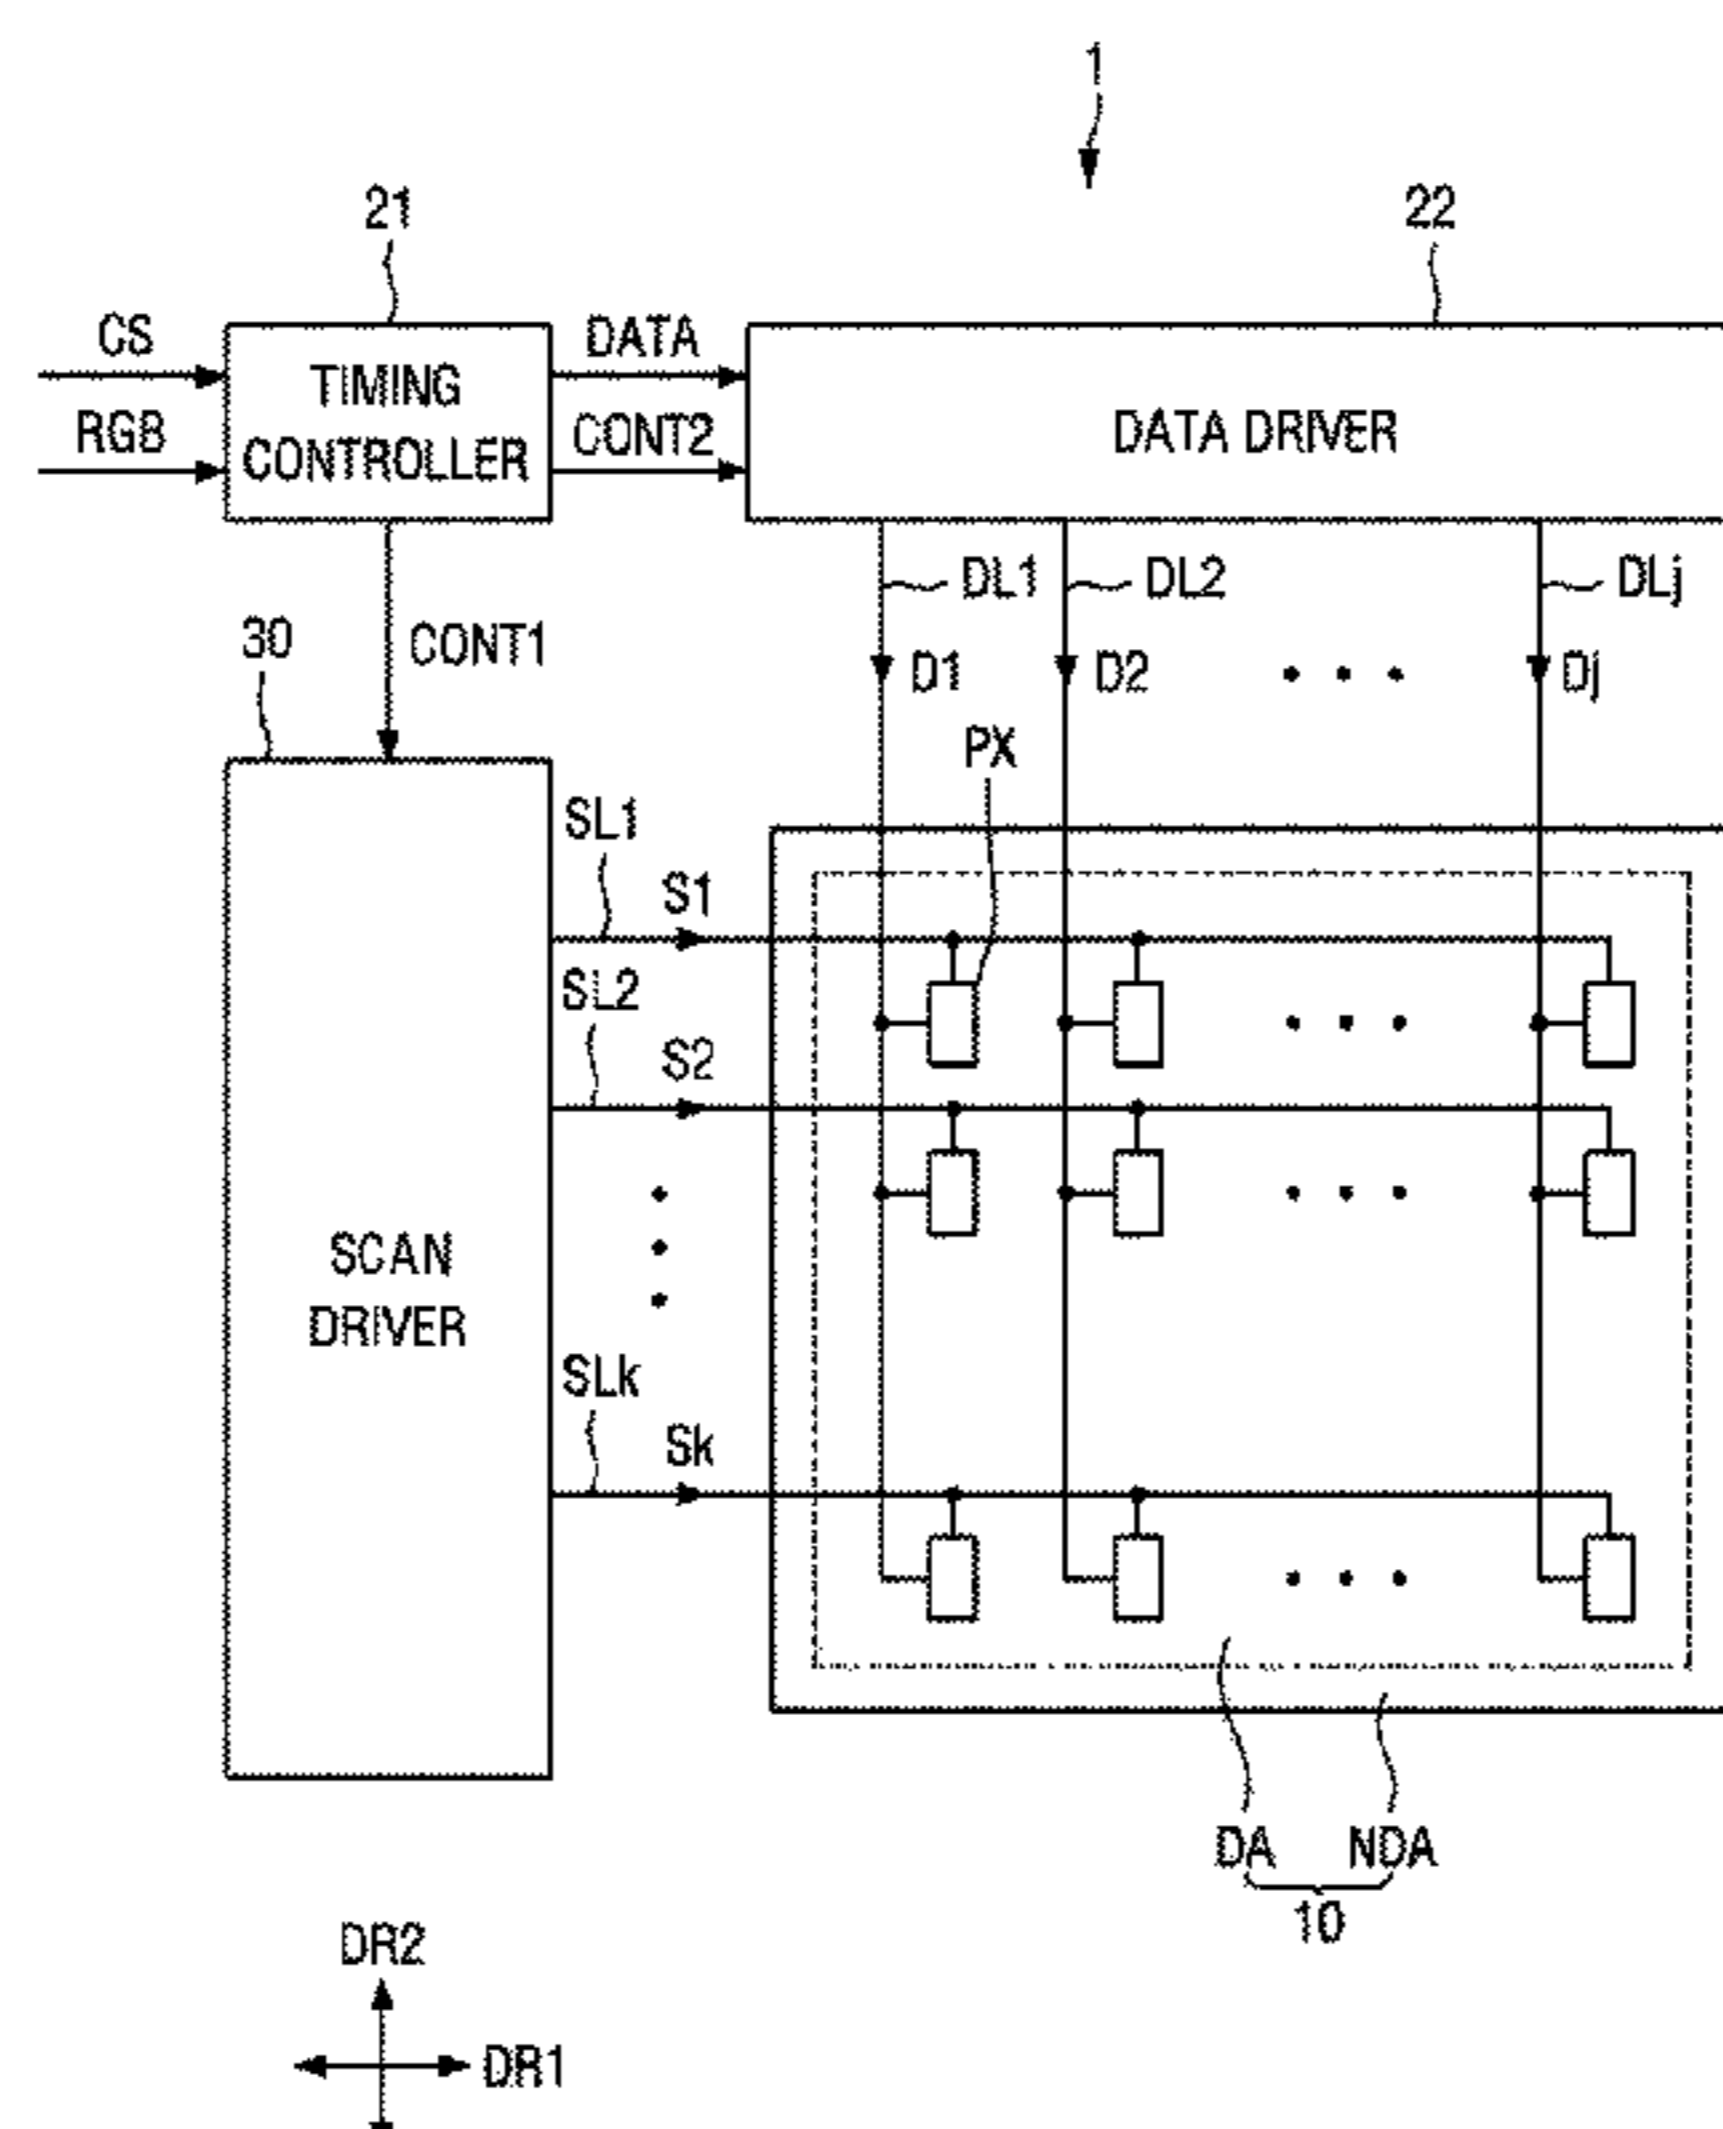 1
21
22
CS
RGB
TIMING
CONTROLLER
DATA
CONT2
DATA DRIVER
DL1
DL2
DLj
30
CONT1
D1
D2
Dj
PX
SL1
S1
SL2
S2
SCAN
DRIVER
SLk
Sk
DA
NDA
10
DR2
DR1